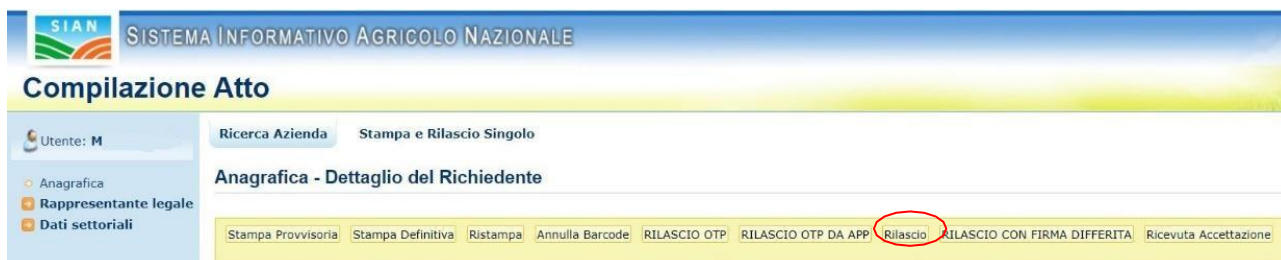 SIAN
SISTEMA INFORMATIVO AGRICOLO NAZIONALE
Compilazione Atto
Utente: M
Ricerca Azienda Stampa e Rilascio Singolo
Anagrafica
Rappresentante legale
Dati settoriali
Anagrafica - Dettaglio del Richiedente
Stampa Provvisoria Stampa Definitiva Ristampa Annulla Barcode RILASCIO OTP RILASCIO OTP DA APP Rilascio RILASCIO CON FIRMA DIFFERITA Ricevuta Accettazione